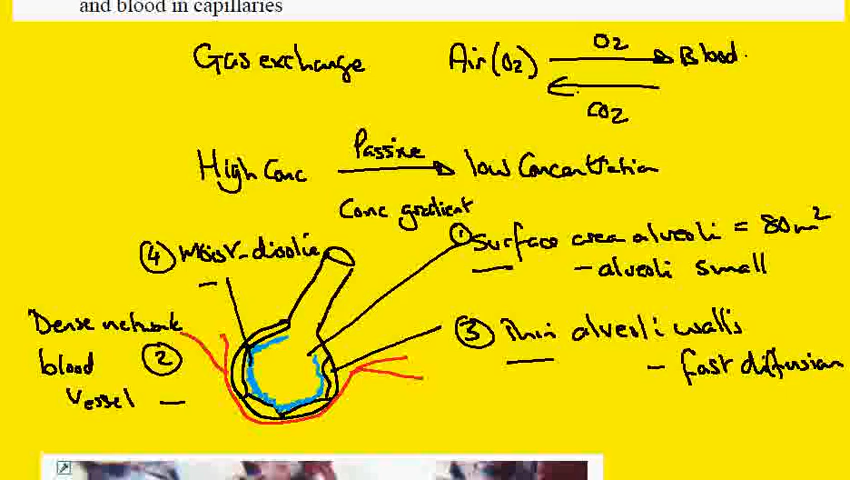 and blood in capillaries
Gas exchange
Air (O2)
O2
Blood
CO2
High Conc
Passive
low Concentration
Conc gradient
① Surface area alveoli = 80m²
- alveoli small
④ Moist
Dense network
blood ②
Vessel
③ Thin alveoli walls
- fast diffusion